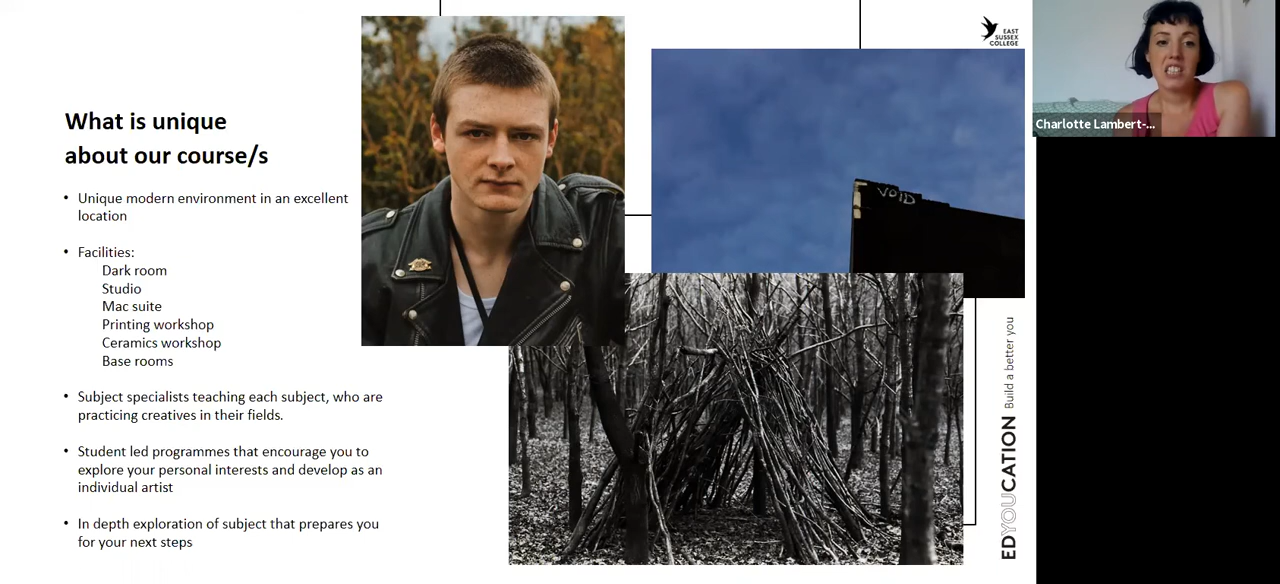 What is unique
about our course/s
• Unique modern environment in an excellent
location
• Facilities:
Dark room
Studio
Mac suite
Printing workshop
Ceramics workshop
Base rooms
• Subject specialists teaching each subject, who are
practicing creatives in their fields.
• Student led programmes that encourage you to
explore your personal interests and develop as an
individual artist
• In depth exploration of subject that prepares you
for your next steps
VOID
EAST
SUSSEX
COLLEGE
EDYOUCATION Build a better you
Charlotte Lambert-...